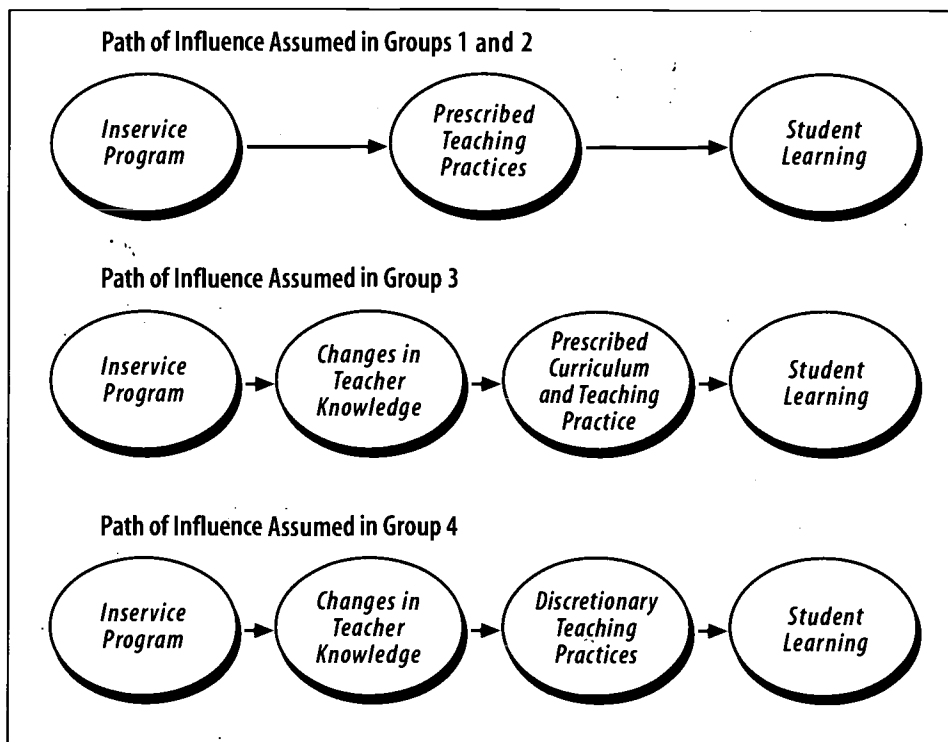 Path of Influence Assumed in Groups 1 and 2
Inservice
Program
Prescribed
Teaching
Practices
Student
Learning
Path of Influence Assumed in Group 3
Inservice
Program
Changes in
Teacher
Knowledge
Prescribed
Curriculum
and Teaching
Practice
Student
Learning
Path of Influence Assumed in Group 4
Inservice
Program
Changes in
Teacher
Knowledge
Discretionary
Teaching
Practices
Student
Learning